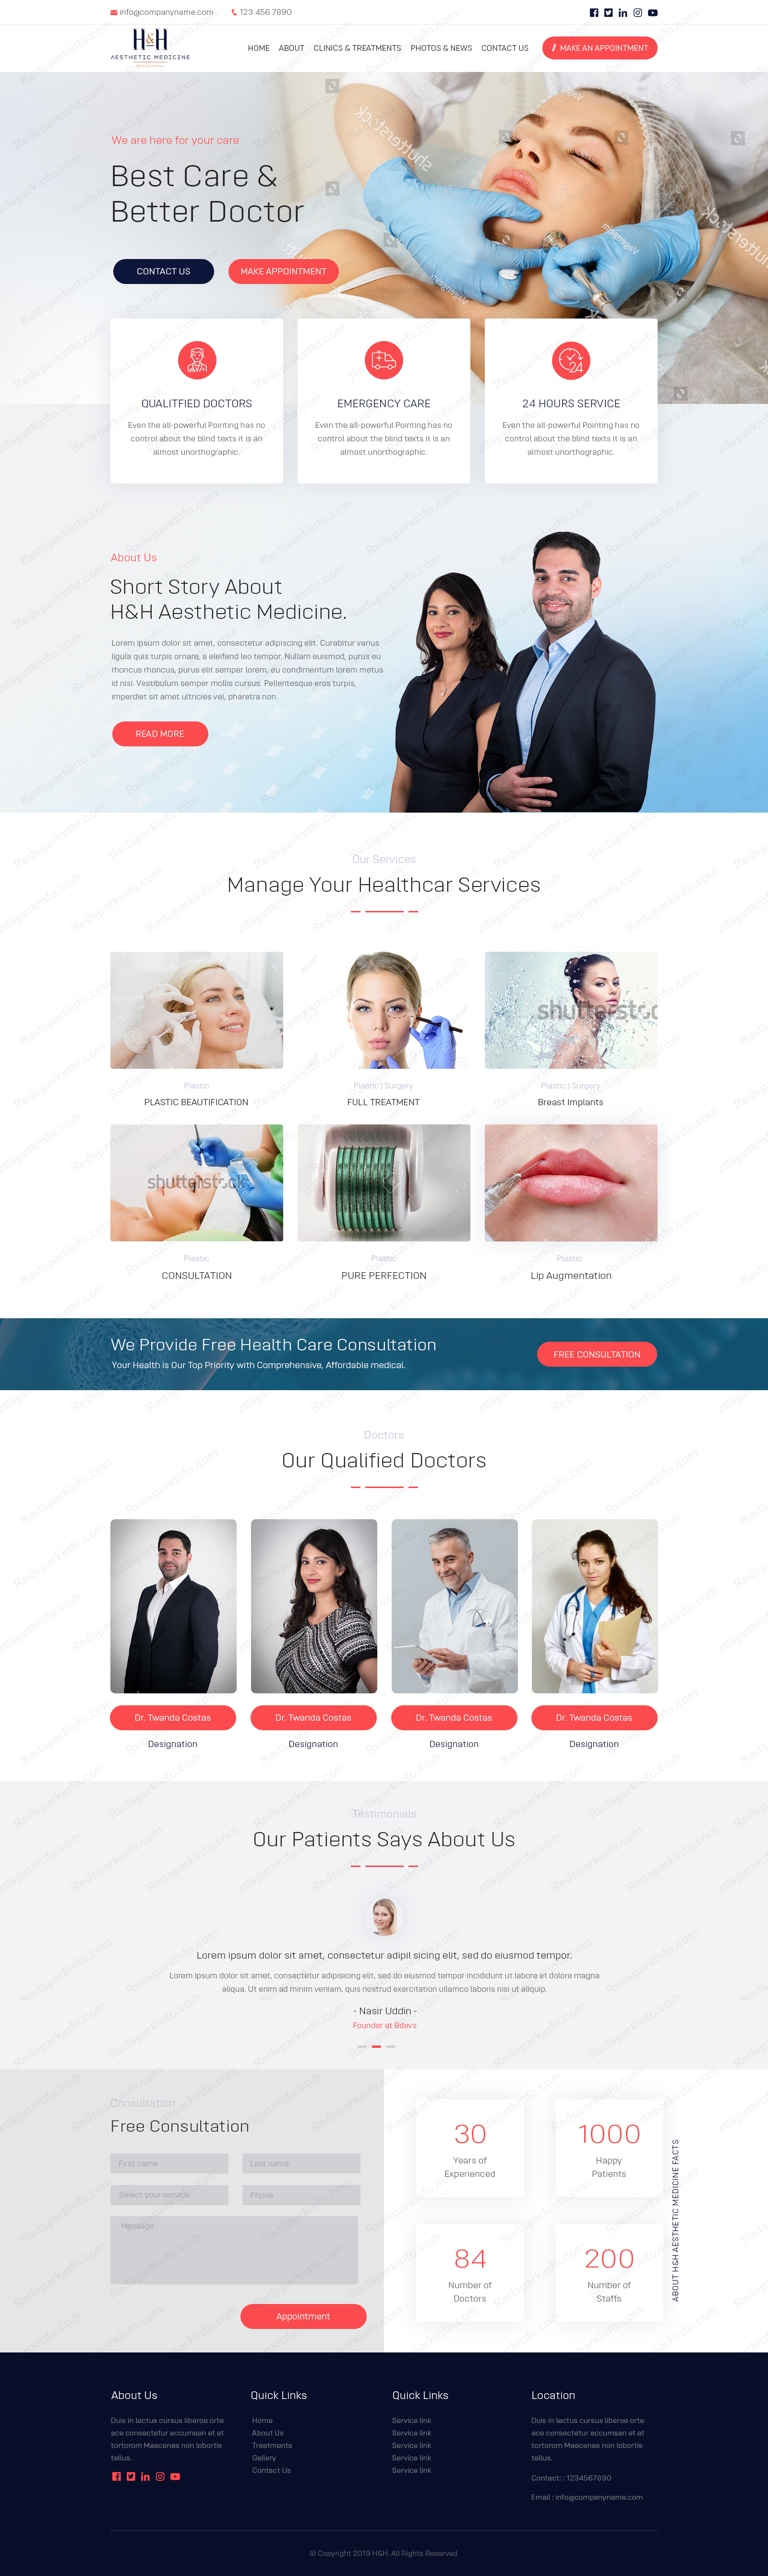 info@companyname.com
123 456 7890
H&H
AESTHETIC MEDICINE
HOME
ABOUT
CLINICS & TREATMENTS
PHOTOS & NEWS
CONTACT US
MAKE AN APPOINTMENT
We are here for your care
Best Care &
Better Doctor
CONTACT US
MAKE APPOINTMENT
shutterstock
QUALITFIED DOCTORS
Even the all-powerful Pointing has no
control about the blind texts it is an
almost unorthographic.
EMERGENCY CARE
Even the all-powerful Pointing has no
control about the blind texts it is an
almost unorthographic.
24
24 HOURS SERVICE
Even the all-powerful Pointing has no
control about the blind texts it is an
almost unorthographic.
About Us
Short Story About
H&H Aesthetic Medicine.
Lorem ipsum dolor sit amet, consectetur adipiscing elit. Curabitur varius
ligula quis turpis ornare, a eleifend leo tempor. Nullam euismod, purus eu
rhoncus rhoncus, purus elit semper lorem, eu condimentum lorem metus
id nisi. Vestibulum semper mollis cursus. Pellentesque eros turpis,
imperdiet sit amet ultricies vel, pharetra non.
READ MORE
Our Services
Manage Your Healthcar Services
Plastic
PLASTIC BEAUTIFICATION
Plastic | Surgery
FULL TREATMENT
shutterstock
Plastic | Surgery
Breast Implants
shutterstock
Plastic
CONSULTATION
Plastic
PURE PERFECTION
Plastic
Lip Augmentation
We Provide Free Health Care Consultation
Your Health is Our Top Priority with Comprehensive, Affordable medical.
FREE CONSULTATION
Doctors
Our Qualified Doctors
Dr. Twanda Costas
Designation
Dr. Twanda Costas
Designation
Dr. Twanda Costas
Designation
Dr. Twanda Costas
Designation
Testimonials
Our Patients Says About Us
Lorem ipsum dolor sit amet, consectetur adipil sicing elit, sed do eiusmod tempor.
Lorem ipsum dolor sit amet, consectetur adipisicing elit, sed do eiusmod tempor incididunt ut labore et dolore magna
aliqua. Ut enim ad minim veniam, quis nostrud exercitation ullamco laboris nisi ut aliquip.
- Nasir Uddin -
Founder at Bdevs
Consultation
Free Consultation
First name
Last name
Select your service
Phone
Message
Appointment
30
Years of
Experienced
1000
Happy
Patients
84
Number of
Doctors
200
Number of
Staffs
ABOUT H&H AESTHETIC MEDICINE FACTS
About Us
Duis in lectus cursus liberoe orte
ace consectetur accumsan et et
tortorom Maecenas non lobortis
tellus.
Quick Links
Home
About Us
Treatments
Gallery
Contact Us
Quick Links
Service link
Service link
Service link
Service link
Service link
Location
Duis in lectus cursus liberoe orte
ace consectetur accumsan et et
tortorom Maecenas non lobortis
tellus.
Contact: : 1234567890
Email : info@companyname.com
© Copyright 2019 H&H. All Rights Reserved
Redsparkinfo.com